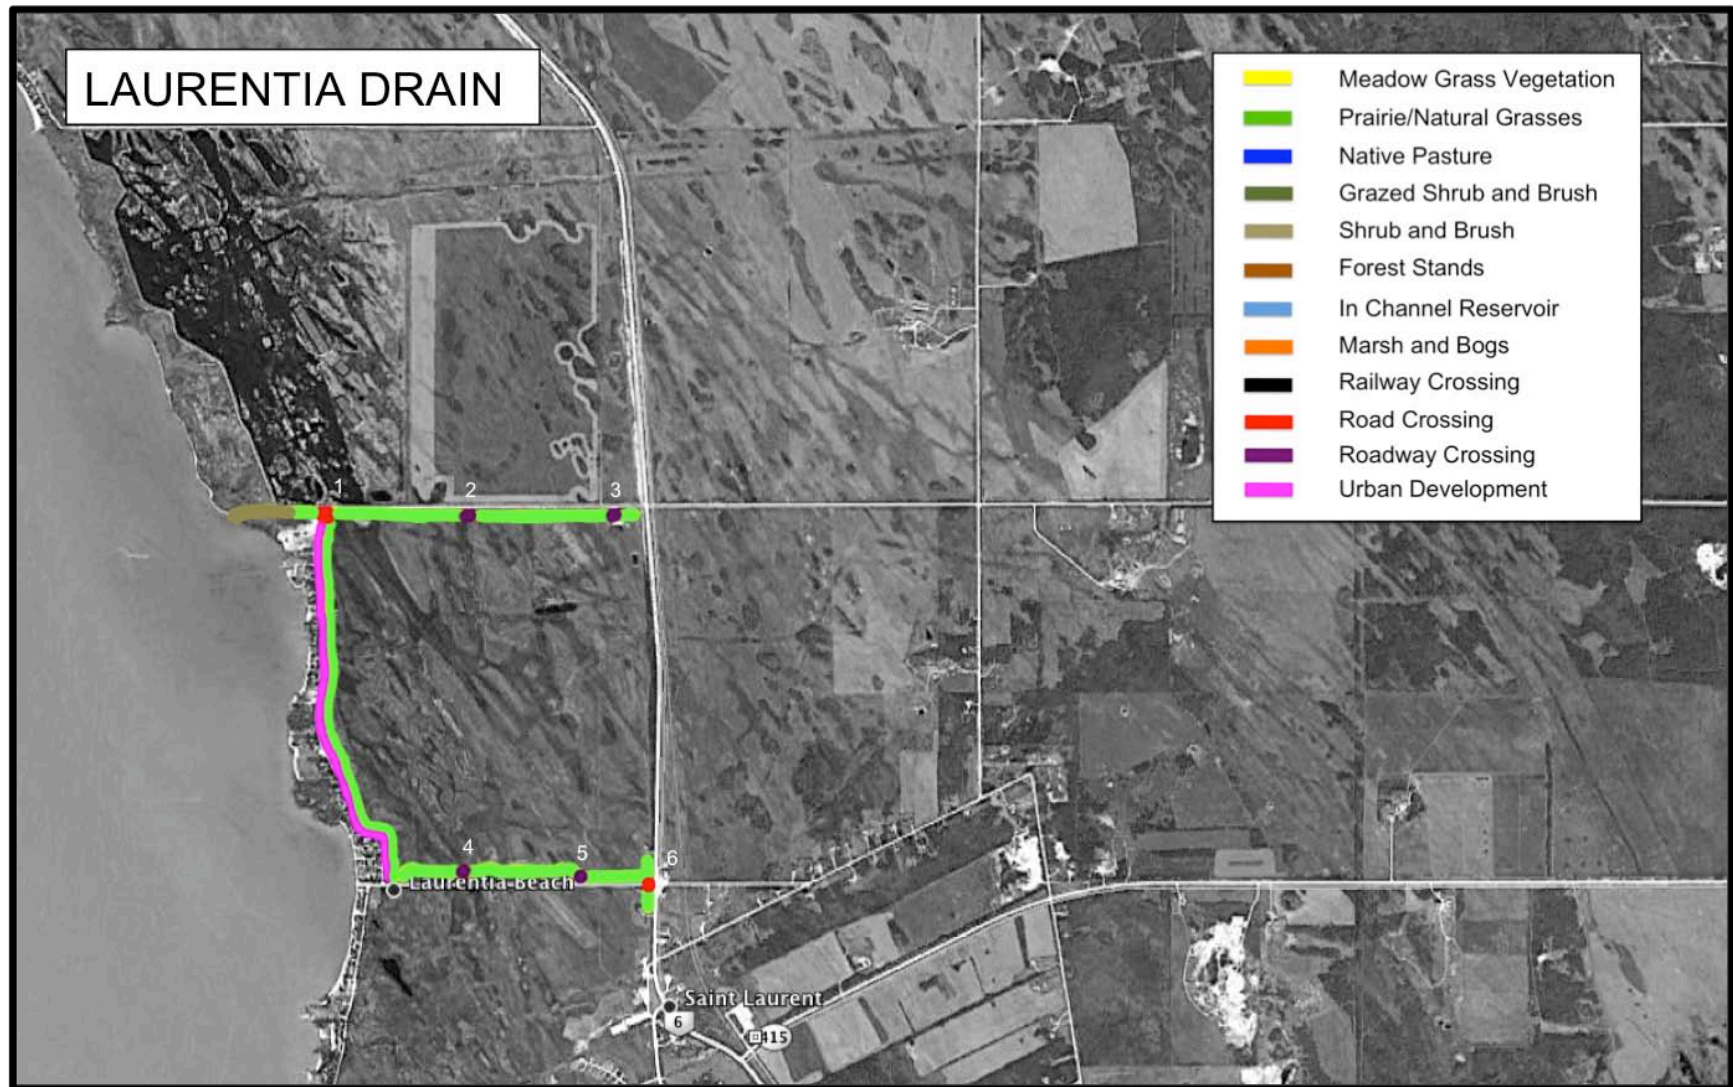 LAURENTIA DRAIN
Meadow Grass Vegetation
Prairie/Natural Grasses
Native Pasture
Grazed Shrub and Brush
Shrub and Brush
Forest Stands
In Channel Reservoir
Marsh and Bogs
Railway Crossing
Road Crossing
Roadway Crossing
Urban Development
1
2
3
4
5
6
Laurentia Beach
Saint Laurent
6
415